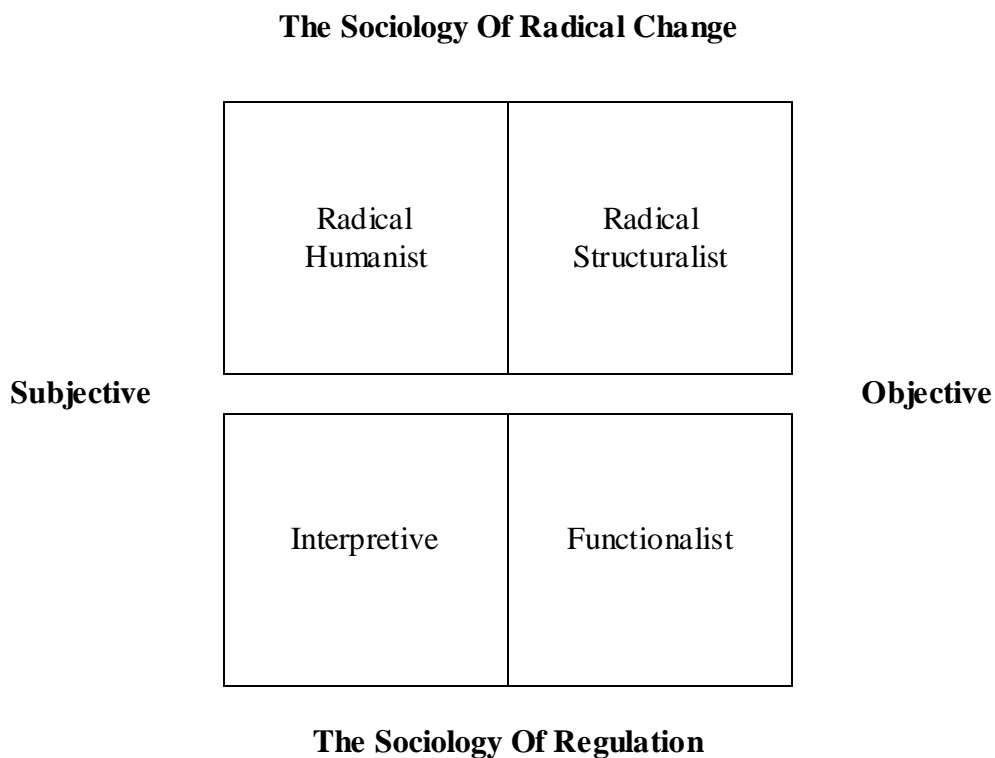 The Sociology Of Radical Change
Radical
Humanist
Radical
Structuralist
Subjective
Objective
Interpretive
Functionalist
The Sociology Of Regulation